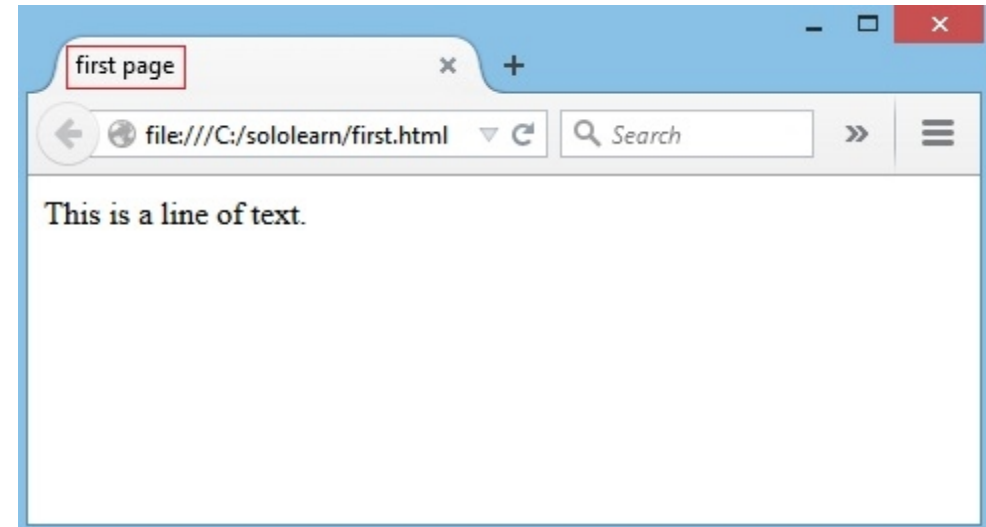 first page
file:///C:/sololearn/first.html Search
This is a line of text.